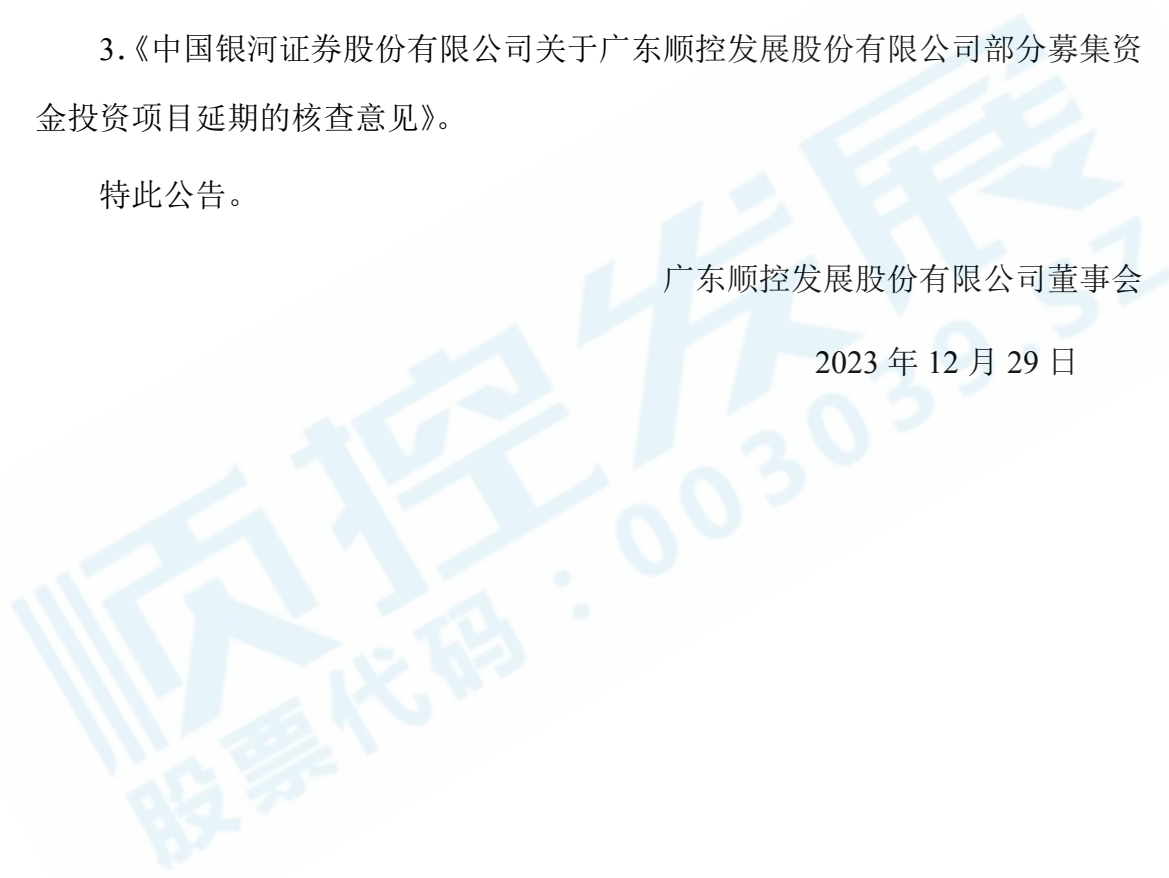 3.《中国银河证券股份有限公司关于广东顺控发展股份有限公司部分募集资
金投资项目延期的核查意见》。
特此公告。
广东顺控发展股份有限公司董事会
2023 年 12 月 29 日
顺控发展
股票代码：003039.SZ